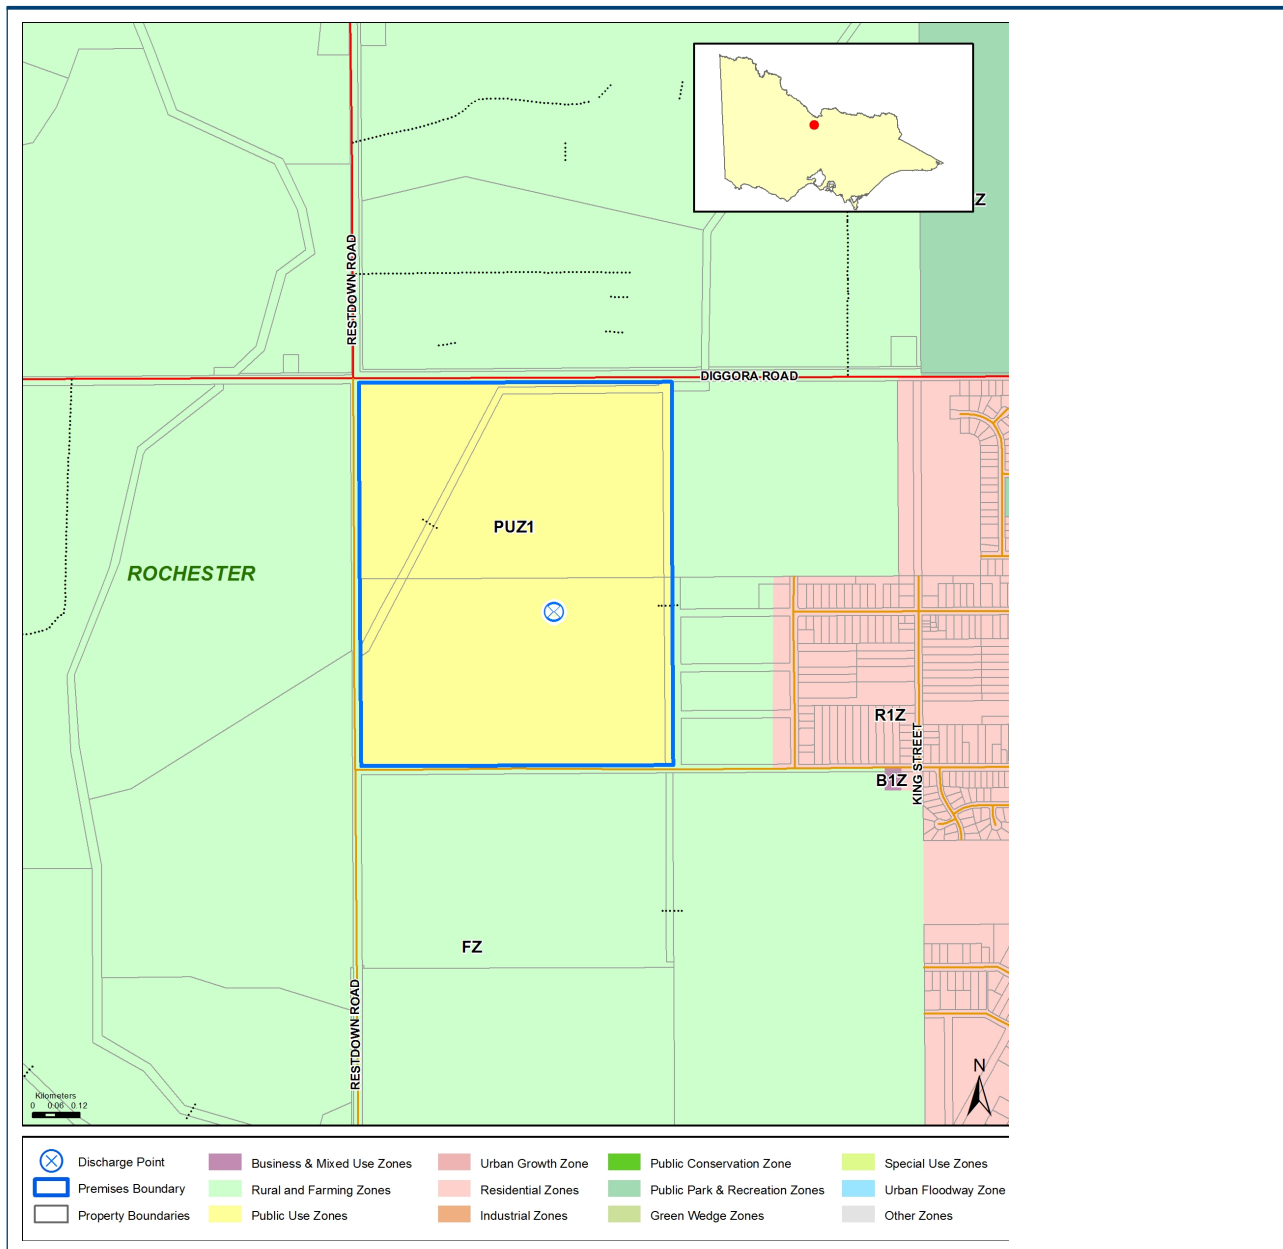 Z
RESTDOWN ROAD
DIGGORA ROAD
PUZ1
ROCHESTER
R1Z
KING STREET
B1Z
FZ
RESTDOWN ROAD
N
Kilometers
0 0.06 0.12
Discharge Point
Business & Mixed Use Zones
Urban Growth Zone
Public Conservation Zone
Special Use Zones
Premises Boundary
Rural and Farming Zones
Residential Zones
Public Park & Recreation Zones
Urban Floodway Zone
Property Boundaries
Public Use Zones
Industrial Zones
Green Wedge Zones
Other Zones